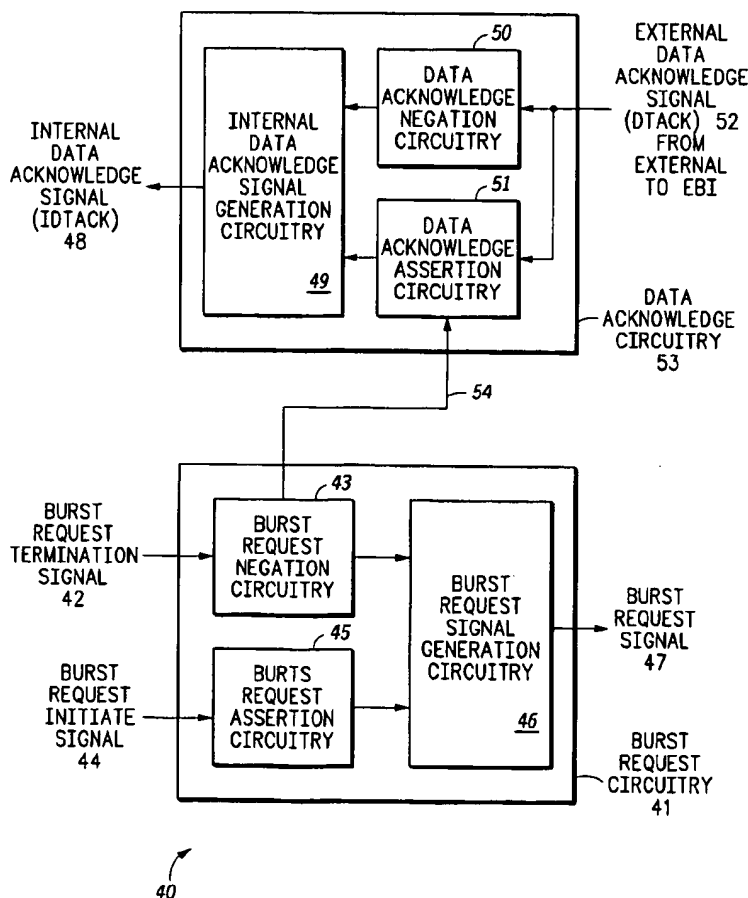 50
DATA
ACKNOWLEDGE
NEGATION
CIRCUITRY
EXTERNAL
DATA
ACKNOWLEDGE
SIGNAL
(DTACK) 52
FROM
EXTERNAL
TO EBI
INTERNAL
DATA
ACKNOWLEDGE
SIGNAL
(IDTACK)
48
INTERNAL
DATA
ACKNOWLEDGE
SIGNAL
GENERATION
CIRCUITRY
49
51
DATA
ACKNOWLEDGE
ASSERTION
CIRCUITRY
DATA
ACKNOWLEDGE
CIRCUITRY
53
54
BURST
REQUEST
TERMINATION
SIGNAL
42
43
BURST
REQUEST
NEGATION
CIRCUITRY
BURST
REQUEST
SIGNAL
GENERATION
CIRCUITRY
46
BURST
REQUEST
SIGNAL
47
BURST
REQUEST
INITIATE
SIGNAL
44
45
BURTS
REQUEST
ASSERTION
CIRCUITRY
BURST
REQUEST
CIRCUITRY
41
40